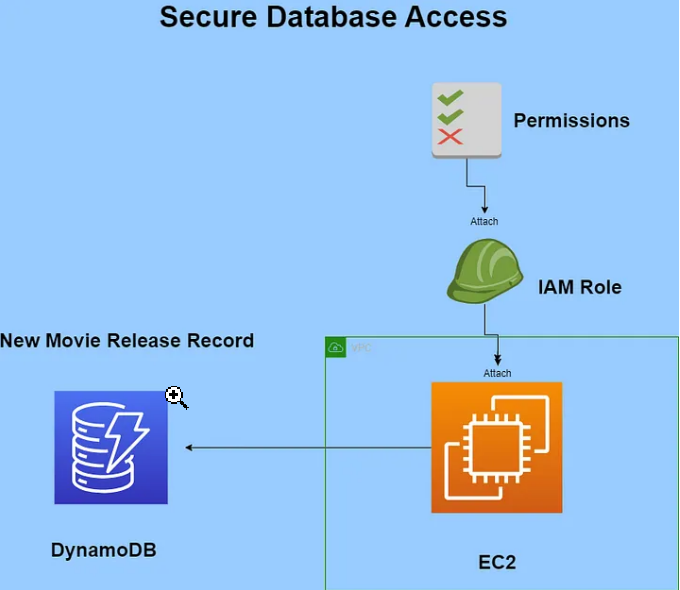 Secure Database Access
Permissions
Attach
IAM Role
New Movie Release Record
VPC
Attach
DynamoDB
EC2